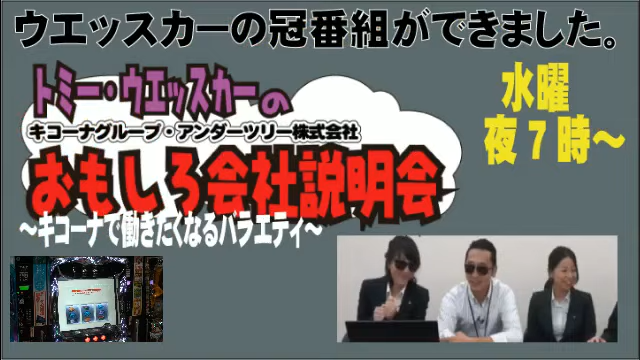 ウエッスカーの冠番組ができました。
トミー・ウエッスカーの
キコーナグループ・アンダーツリー株式会社
おもしろ会社説明会
～キコーナで働きたくなるバラエティ～
水曜
夜７時～